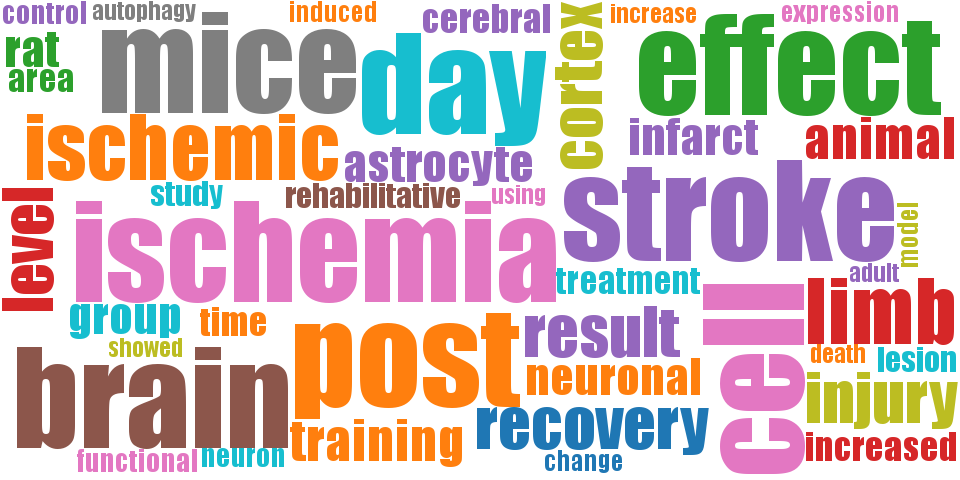 control
autophagy
induced
cerebral
cortex
increase
expression
rat
area
mice
day
effect
ischemic
astrocyte
infarct
animal
study
rehabilitative
using
stroke
level
ischemia
model
adult
treatment
group
time
cell
limb
showed
post
result
death
lesion
brain
neuronal
injury
training
recovery
increased
functional
neuron
change